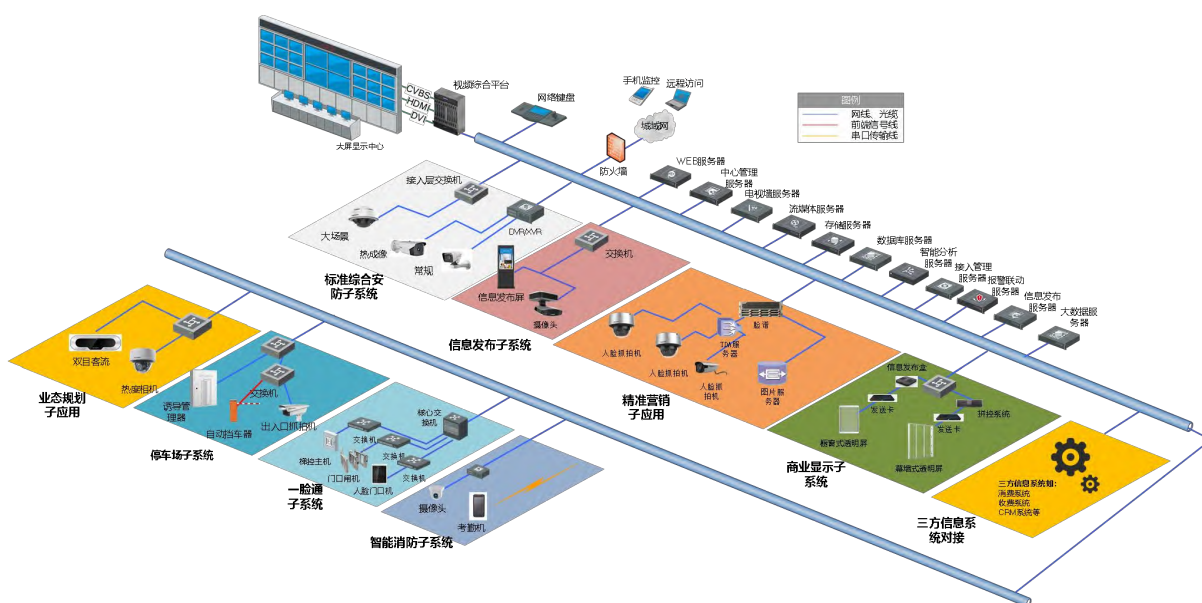 CVBS
HDMI
DVI
视频综合平台
大屏显示中心
网络键盘
手机监控
远程访问
城域网
防火墙
图例
网线、光缆
前端信号线
串口传输线
WEB服务器
中心管理
服务器
电视墙服务器
流媒体服务器
存储服务器
数据库服务器
智能分析
服务器
接入管理
服务器
报警联动
服务器
信息发布
服务器
大数据服
务器
接入层交换机
大场景
热成像
常规
DVR/XVR
标准综合安
防子系统
交换机
信息发布屏
摄像头
信息发布子系统
脸谱
人脸抓拍机
人脸抓拍机
人脸抓
拍机
服务器
图片服
务器
精准营销
子应用
信息发布盒
发送卡
拼控系统
发送卡
橱窗式透明屏
幕墙式透明屏
商业显示子
系统
三方信息系统如:
消费系统
收费系统
CRM系统等
三方信息系
统对接
双目客流
热度相机
业态规划
子应用
诱导管
理器
交换机
自动挡车器
出入口抓拍机
停车场子系统
核心交
换机
交换机
交换机
交换机
梯控主机
门口闸机
人脸门口机
一脸通
子系统
摄像头
考勤机
智能消防子系统